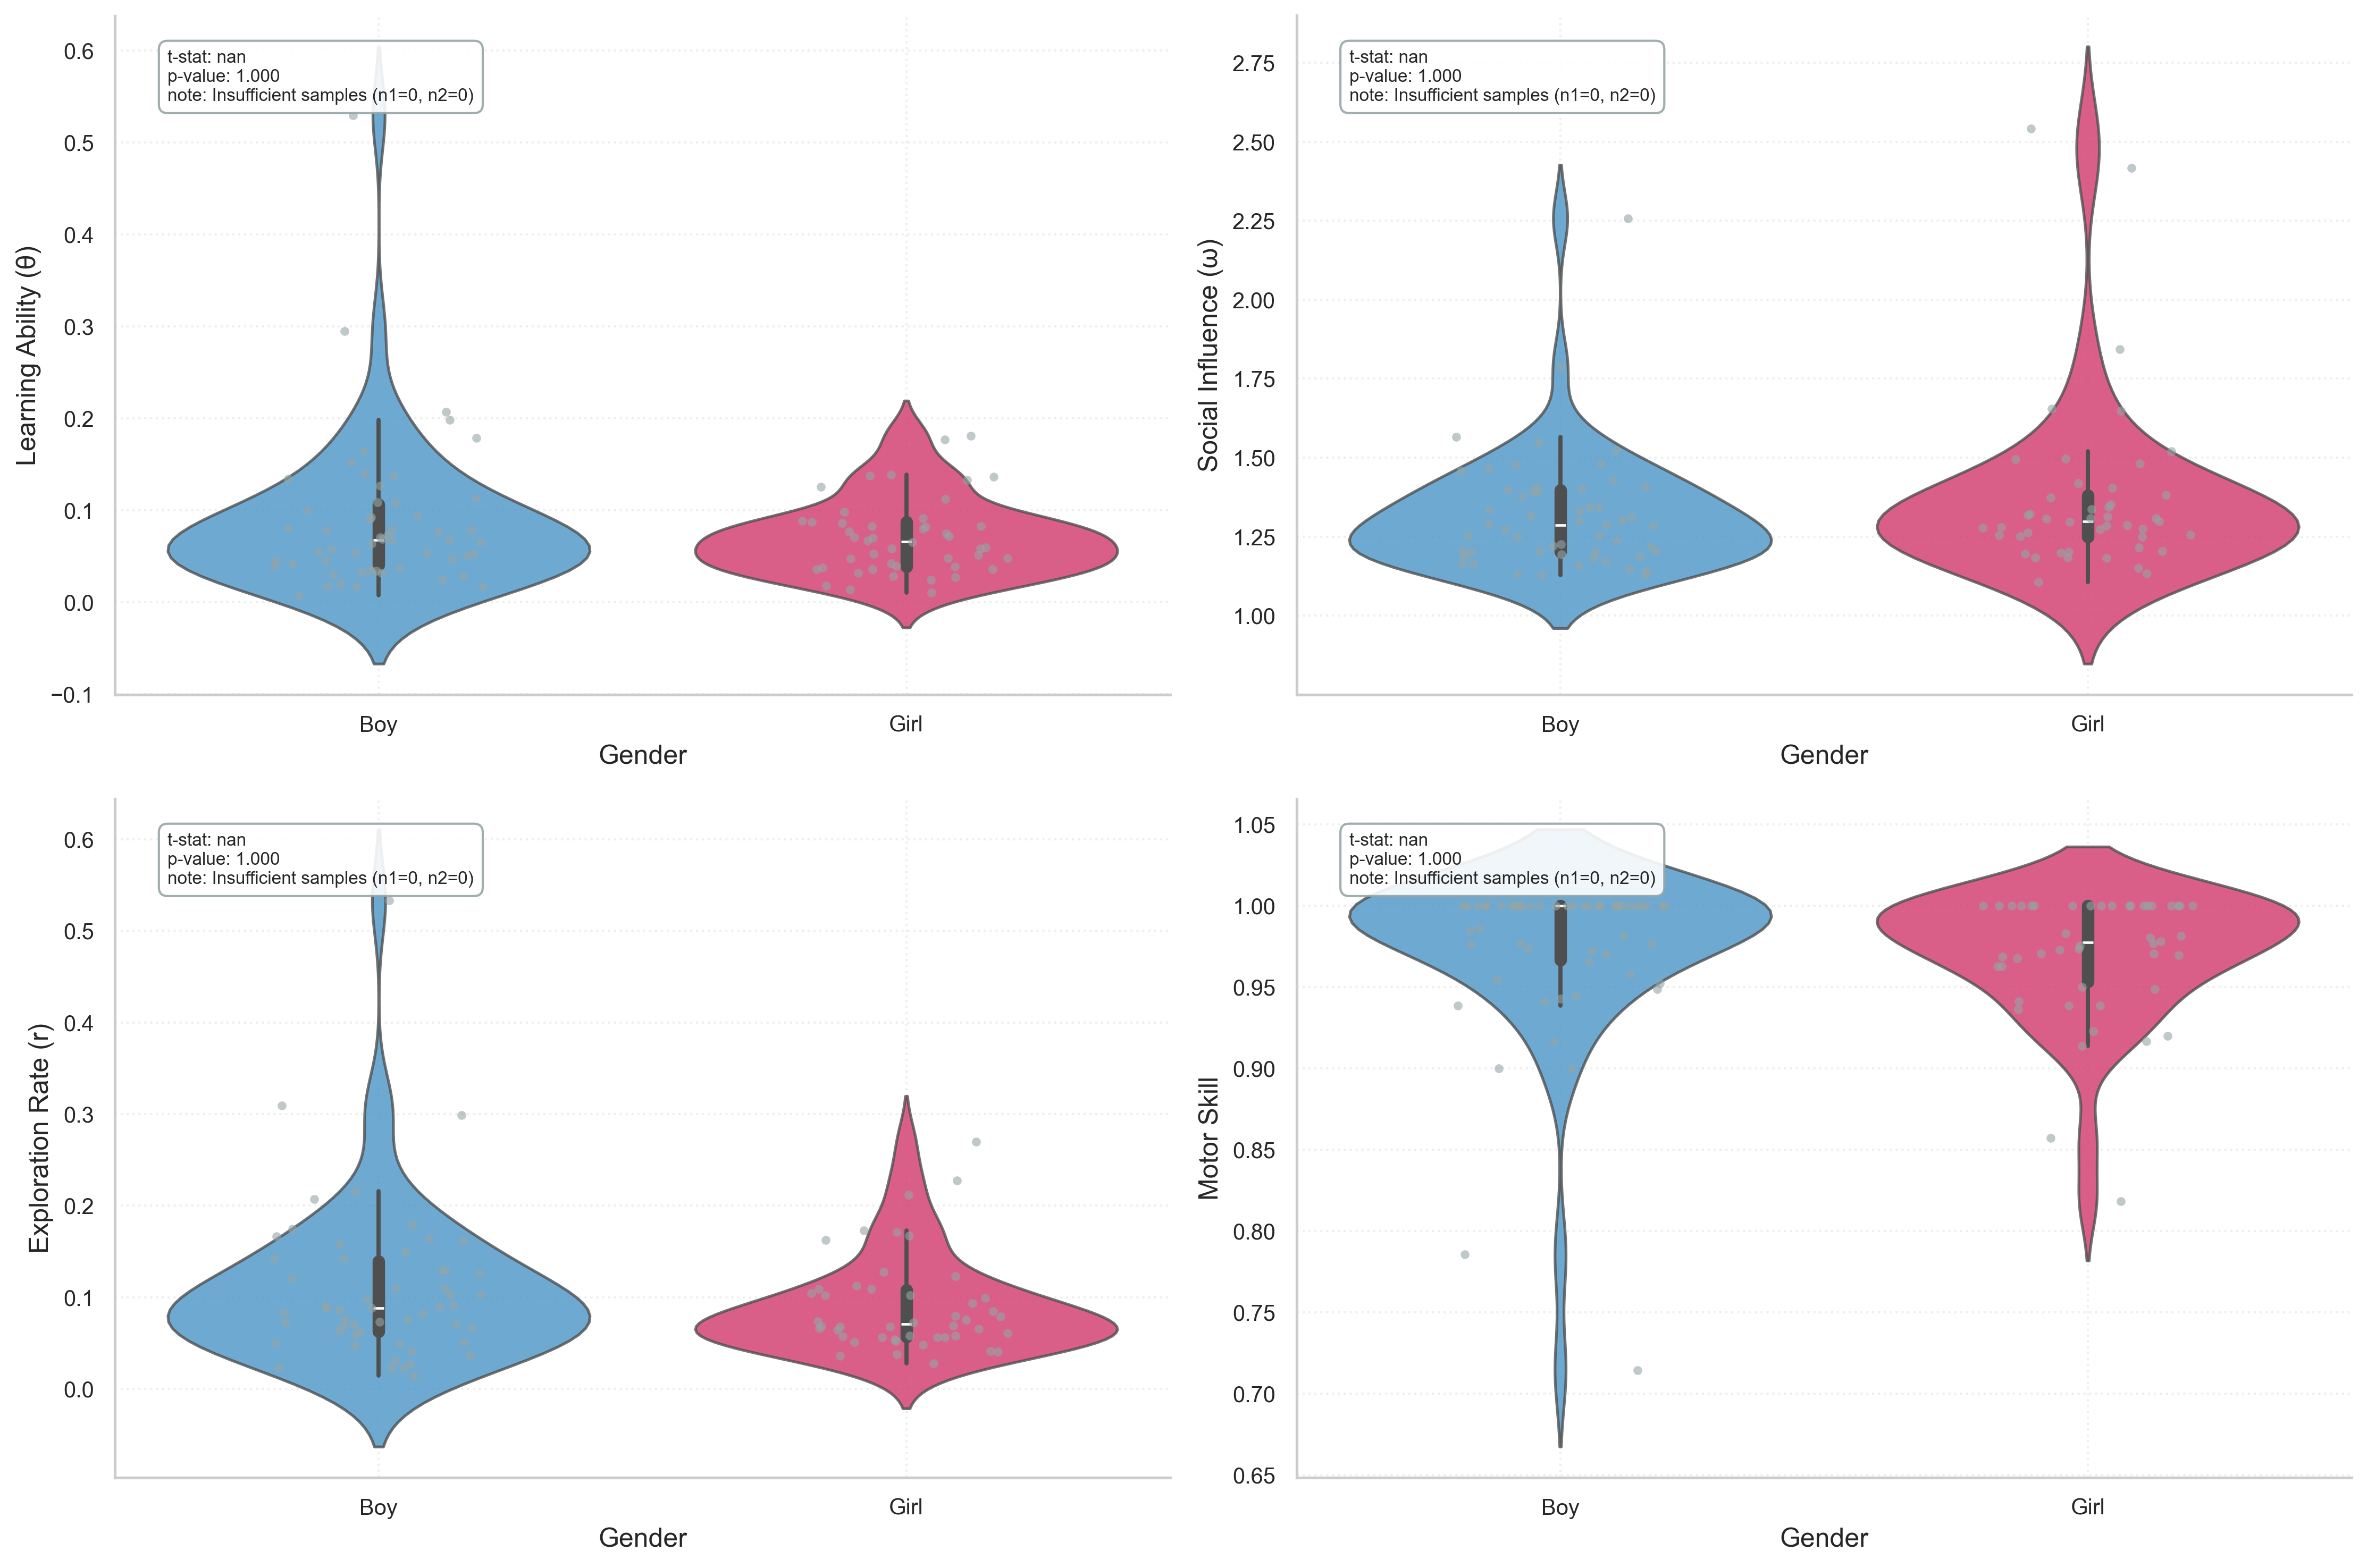 t-stat: nan
p-value: 1.000
note: Insufficient samples (n1=0, n2=0)
0.6
0.5
0.4
0.3
0.2
0.1
0.0
−0.1
Learning Ability (θ)
Boy
Girl
Gender
t-stat: nan
p-value: 1.000
note: Insufficient samples (n1=0, n2=0)
2.75
2.50
2.25
2.00
1.75
1.50
1.25
1.00
Social Influence (ω)
Boy
Girl
Gender
t-stat: nan
p-value: 1.000
note: Insufficient samples (n1=0, n2=0)
0.6
0.5
0.4
0.3
0.2
0.1
0.0
Exploration Rate (r)
Boy
Girl
Gender
t-stat: nan
p-value: 1.000
note: Insufficient samples (n1=0, n2=0)
1.05
1.00
0.95
0.90
0.85
0.80
0.75
0.70
0.65
Motor Skill
Boy
Girl
Gender